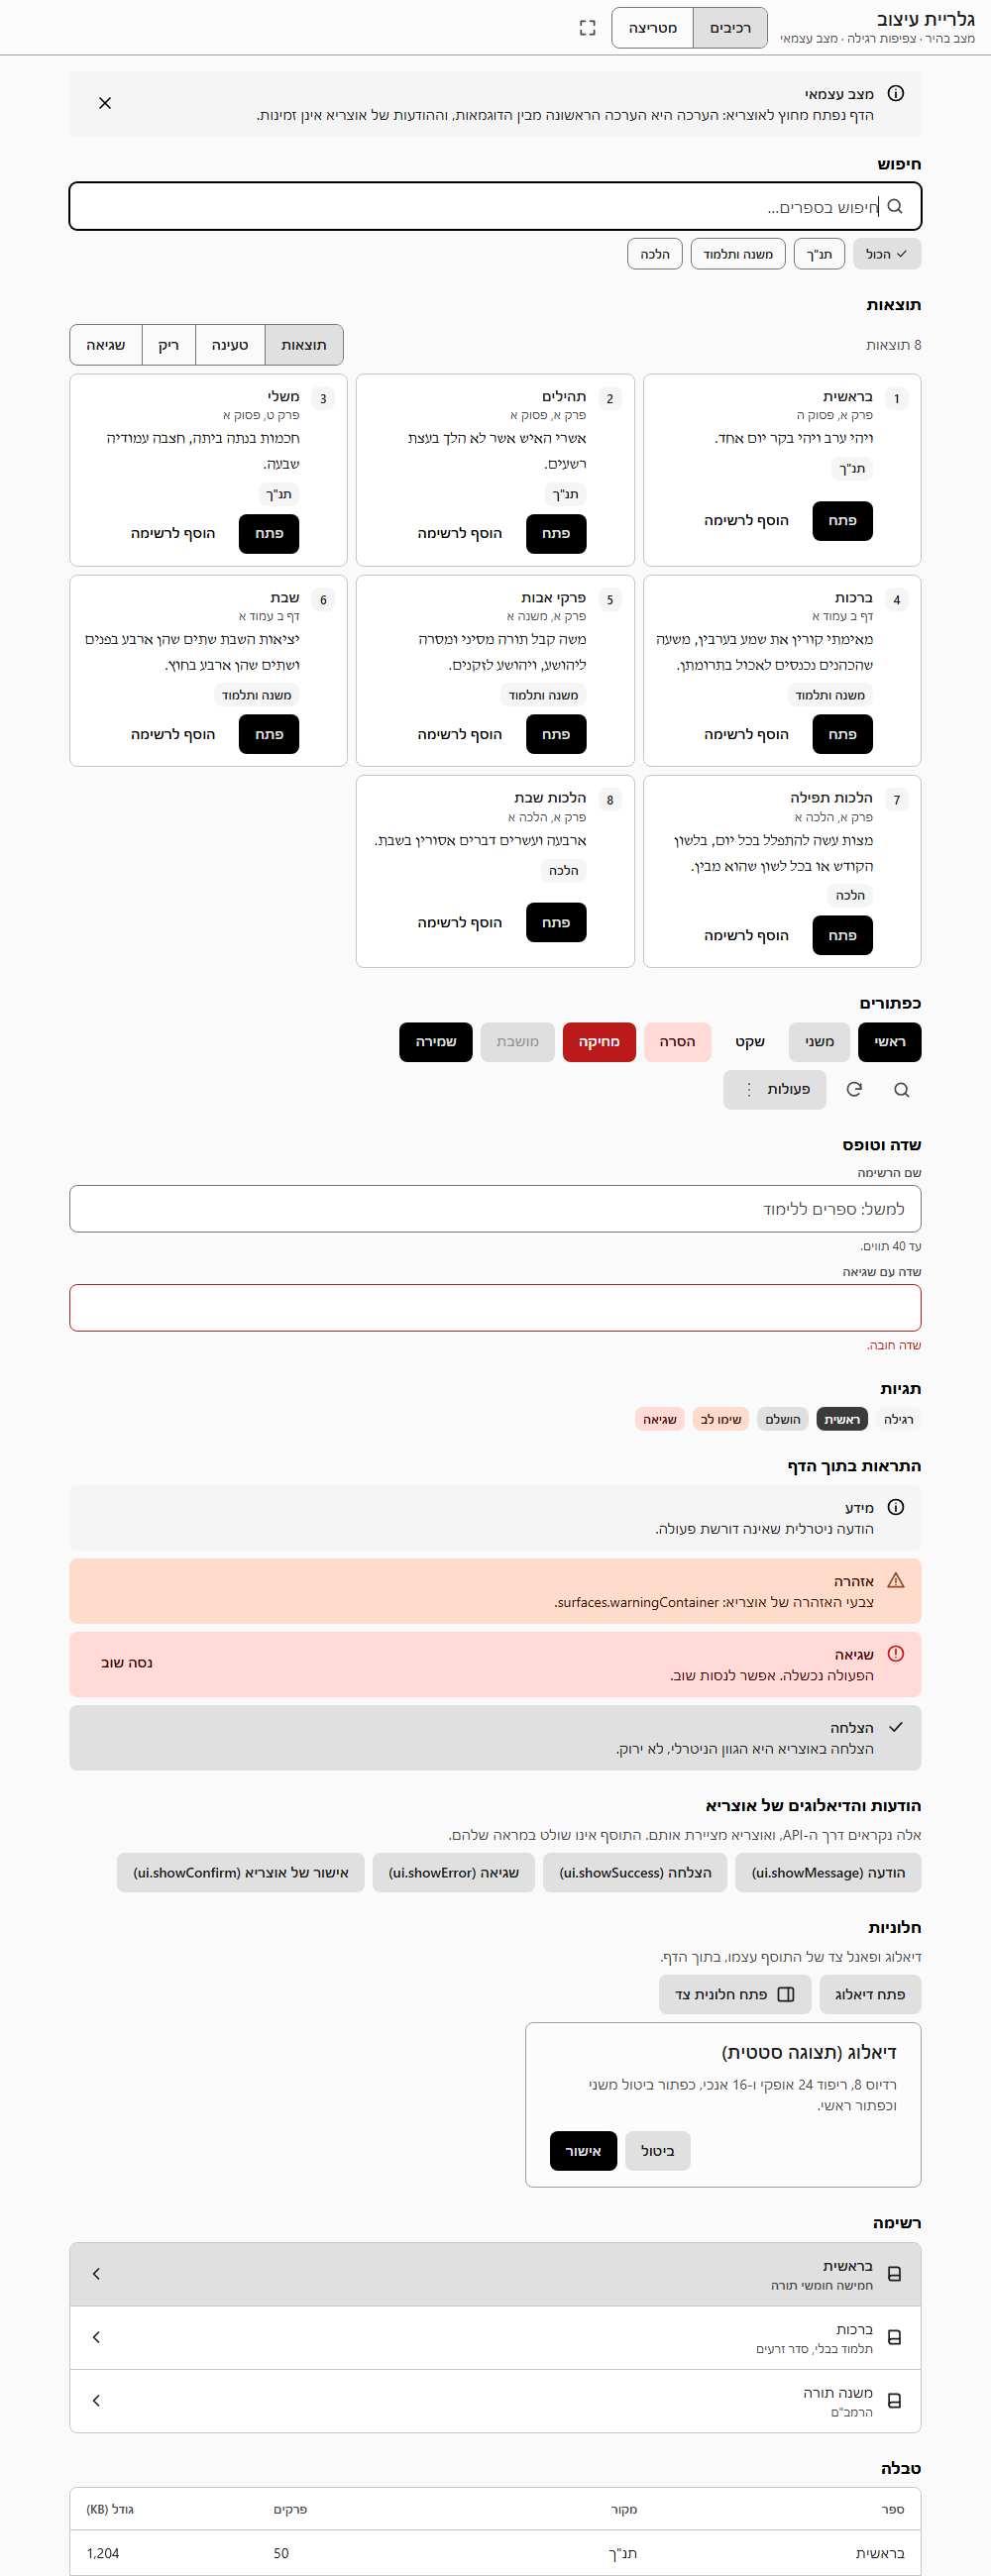 גלריית עיצוב
מצב בהיר · צפיפות רגילה · מצב עצמאי
רכיבים
מטריצה
מצב עצמאי
הדף נפתח מחוץ לאוצריא: הערכה היא הערכה הראשונה מבין הדוגמאות, וההודעות של אוצריא אינן זמינות.
חיפוש
חיפוש בספרים...
הכול
תנ"ך
משנה ותלמוד
הלכה
תוצאות
8 תוצאות
תוצאות
טעינה
ריק
שגיאה
1
בראשית
פרק א, פסוק ה
ויהי ערב ויהי בקר יום אחד.
תנ"ך
פתח
הוסף לרשימה
2
תהילים
פרק א, פסוק א
אשרי האיש אשר לא הלך בעצת
רשעים.
תנ"ך
פתח
הוסף לרשימה
3
משלי
פרק ט, פסוק א
חכמות בנתה ביתה, חצבה עמודיה
שבעה.
תנ"ך
פתח
הוסף לרשימה
4
ברכות
דף ב עמוד א
מאימתי קורין את שמע בערבין, משעה
שהכהנים נכנסים לאכול בתרומתן.
משנה ותלמוד
פתח
הוסף לרשימה
5
פרקי אבות
פרק א, משנה א
משה קבל תורה מסיני ומסרה
ליהושע, ויהושע לזקנים.
משנה ותלמוד
פתח
הוסף לרשימה
6
שבת
דף ב עמוד א
יציאות השבת שתים שהן ארבע בפנים
ושתים שהן ארבע בחוץ.
משנה ותלמוד
פתח
הוסף לרשימה
7
הלכות תפילה
פרק א, הלכה א
מצות עשה להתפלל בכל יום, בלשון
הקודש או בכל לשון שהוא מבין.
הלכה
פתח
הוסף לרשימה
8
הלכות שבת
פרק א, הלכה א
ארבעה ועשרים דברים אסורין בשבת.
הלכה
פתח
הוסף לרשימה
כפתורים
ראשי
משני
שקט
הסרה
מחיקה
מושבת
שמירה
פעולות
שדה וטופס
שם הרשימה
למשל: ספרים ללימוד
עד 40 תווים.
שדה עם שגיאה
שדה חובה.
תגיות
רגילה
ראשית
הושלם
שימו לב
שגיאה
התראות בתוך הדף
מידע
הודעה ניטרלית שאינה דורשת פעולה.
אזהרה
צבעי האזהרה של אוצריא: surfaces.warningContainer.
שגיאה
הפעולה נכשלה. אפשר לנסות שוב.
נסה שוב
הצלחה
הצלחה באוצריא היא הגוון הניטרלי, לא ירוק.
הודעות והדיאלוגים של אוצריא
אלה נקראים דרך ה-API, ואוצריא מציירת אותם. התוסף אינו שולט במראה שלהם.
הודעה (ui.showMessage)
הצלחה (ui.showSuccess)
שגיאה (ui.showError)
אישור של אוצריא (ui.showConfirm)
חלוניות
דיאלוג ופאנל צד של התוסף עצמו, בתוך הדף.
פתח דיאלוג
פתח חלונית צד
דיאלוג (תצוגה סטטית)
רדיוס 8, ריפוד 24 אופקי ו-16 אנכי, כפתור ביטול משני
וכפתור ראשי.
ביטול
אישור
רשימה
בראשית
חמישה חומשי תורה
ברכות
תלמוד בבלי, סדר זרעים
משנה תורה
הרמב"ם
טבלה
ספר
מקור
פרקים
גודל (KB)
בראשית
תנ"ך
50
1,204